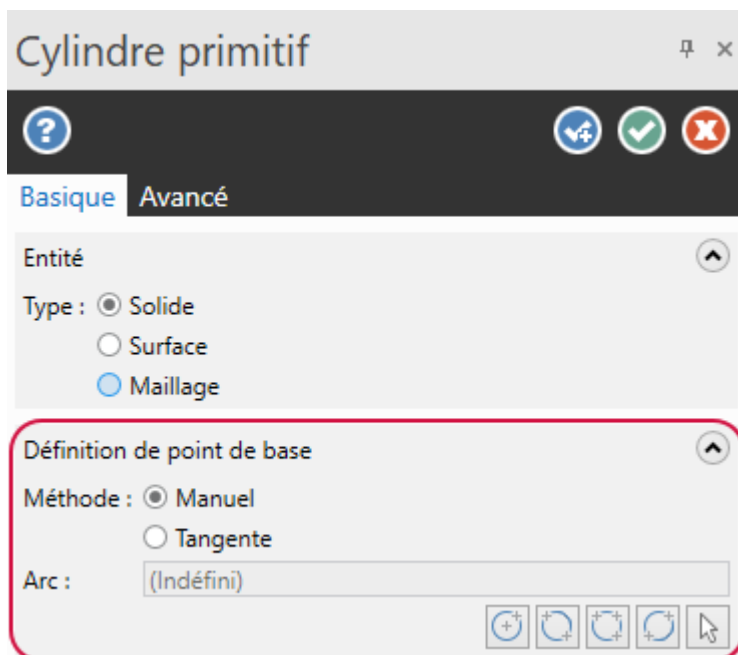 Cylindre primitif
Basique Avancé
Entité
Type : Solide
Surface
Maillage
Définition de point de base
Méthode : Manuel
Tangente
Arc : (Indéfini)